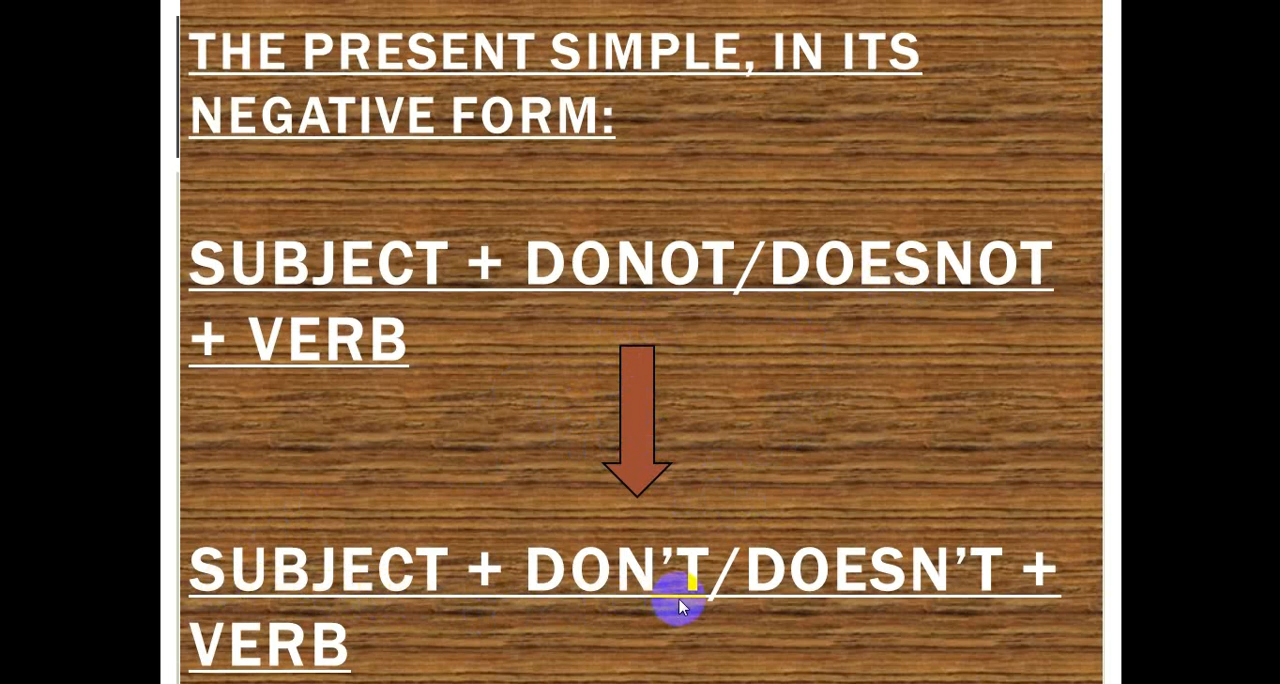 THE PRESENT SIMPLE, IN ITS
NEGATIVE FORM:
SUBJECT + DONOT/DOESNOT
+ VERB
SUBJECT + DON’T/DOESN’T +
VERB